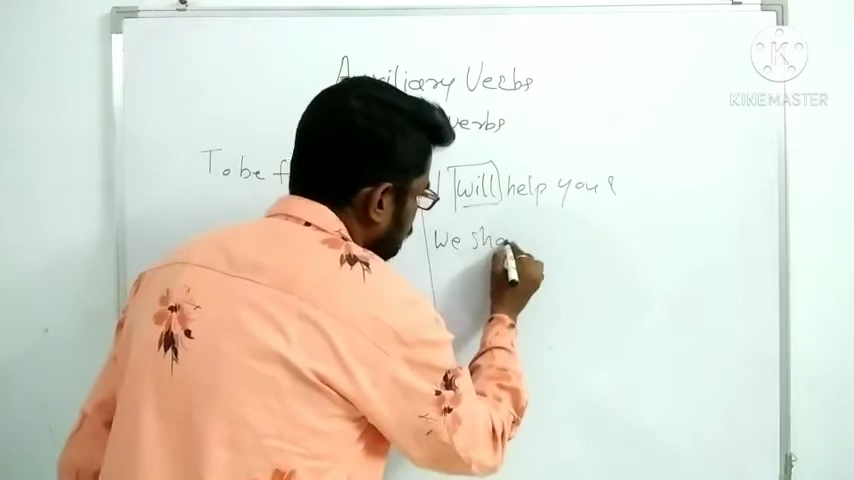 Auxiliary Verbs
verbs
To be
will help you?
We sha
KINEMASTER